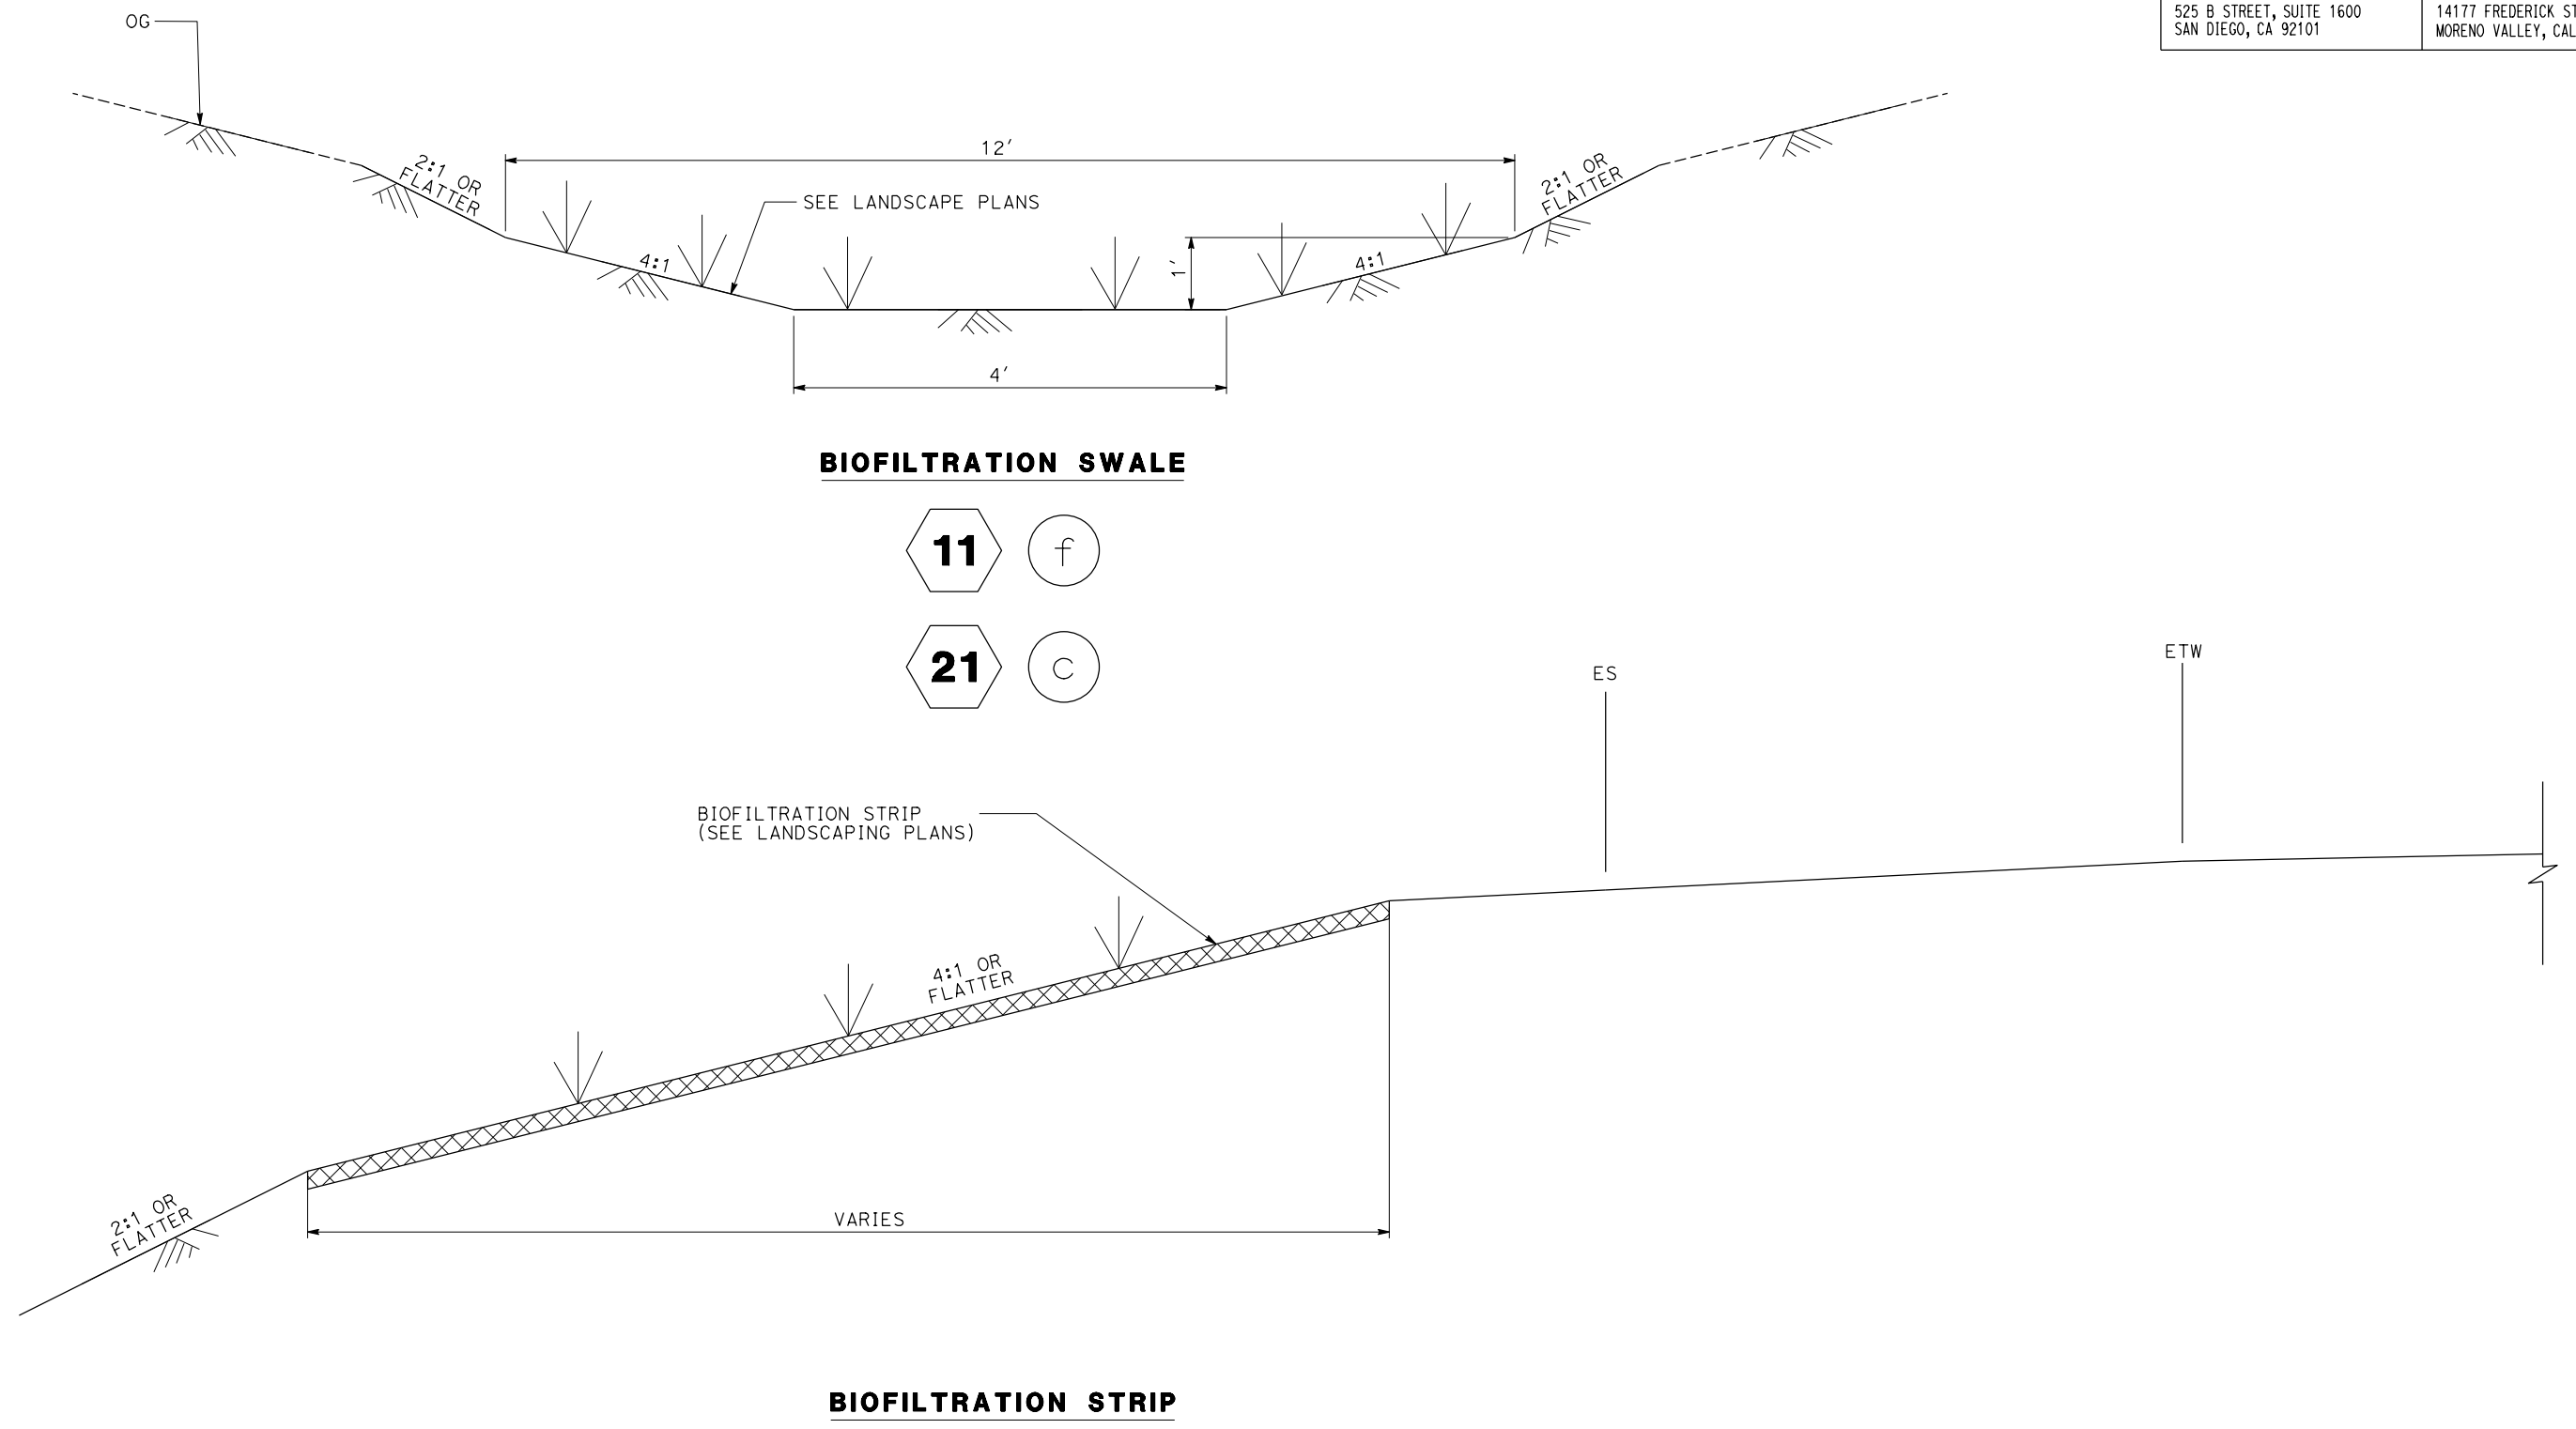 525 B STREET, SUITE 1600
SAN DIEGO, CA 92101
14177 FREDERICK ST
MORENO VALLEY, CAL
OG
2:1 OR
FLATTER
12'
2:1 OR
FLATTER
SEE LANDSCAPE PLANS
4:1
1'
4:1
4'
BIOFILTRATION SWALE
11 f
21 c
ES
ETW
BIOFILTRATION STRIP
(SEE LANDSCAPING PLANS)
4:1 OR
FLATTER
2:1 OR
FLATTER
VARIES
BIOFILTRATION STRIP